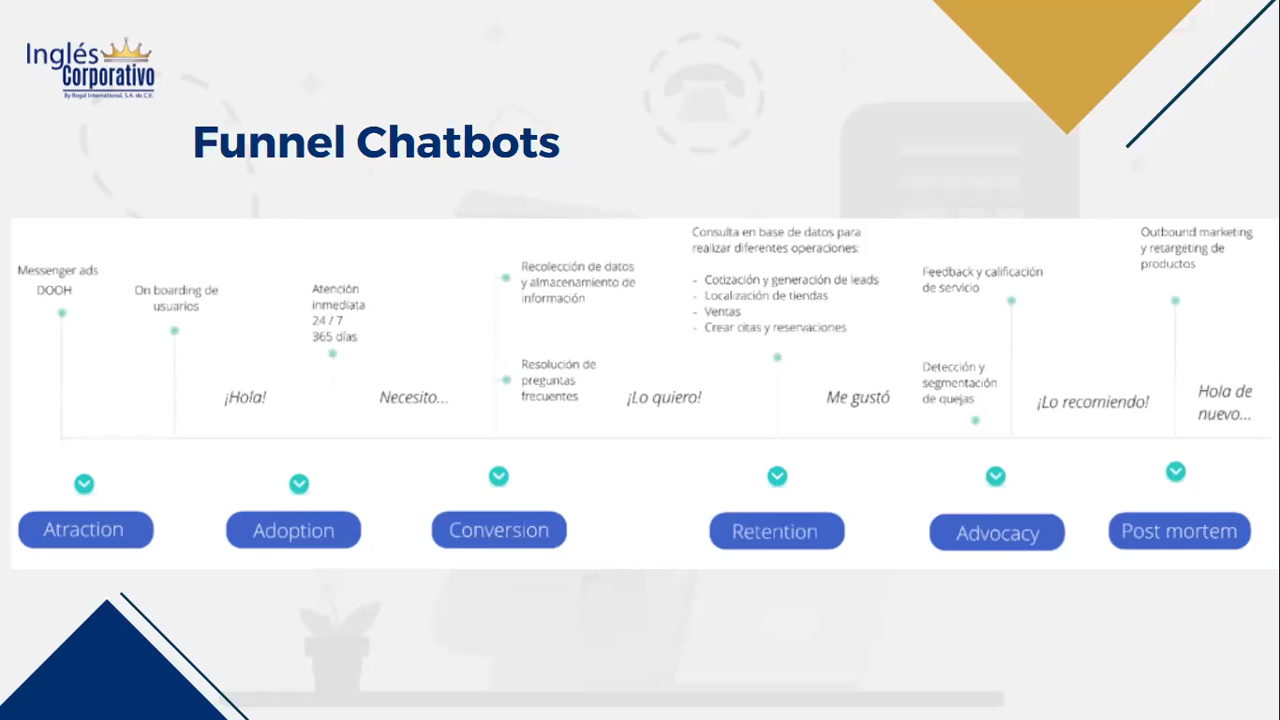 Inglés
Corporativo
By Regal International, S.A. de C.V.
Funnel Chatbots
Messenger ads
DOOH
On boarding de
usuarios
Atención
inmediata
24 / 7
365 días
Recolección de datos
y almacenamiento de
información
Resolución de
preguntas
frecuentes
Consulta en base de datos para
realizar diferentes operaciones:
- Cotización y generación de leads
- Localización de tiendas
- Ventas
- Crear citas y reservaciones
Feedback y calificación
de servicio
Detección y
segmentación
de quejas
Outbound marketing
y retargeting de
productos
¡Hola!
Necesito...
¡Lo quiero!
Me gustó
¡Lo recomiendo!
Hola de
nuevo...
Atraction
Adoption
Conversion
Retention
Advocacy
Post mortem